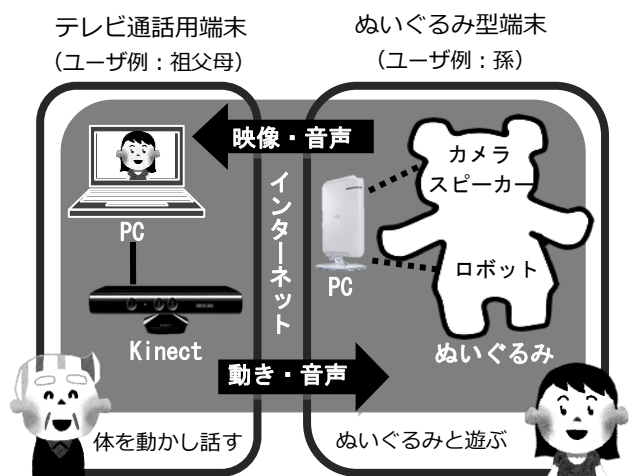 テレビ通話用端末
（ユーザ例：祖父母）
ぬいぐるみ型端末
（ユーザ例：孫）
映像・音声
カメラ
スピーカー
インターネット
PC
PC
ロボット
Kinect
ぬいぐるみ
動き・音声
体を動かし話す
ぬいぐるみと遊ぶ